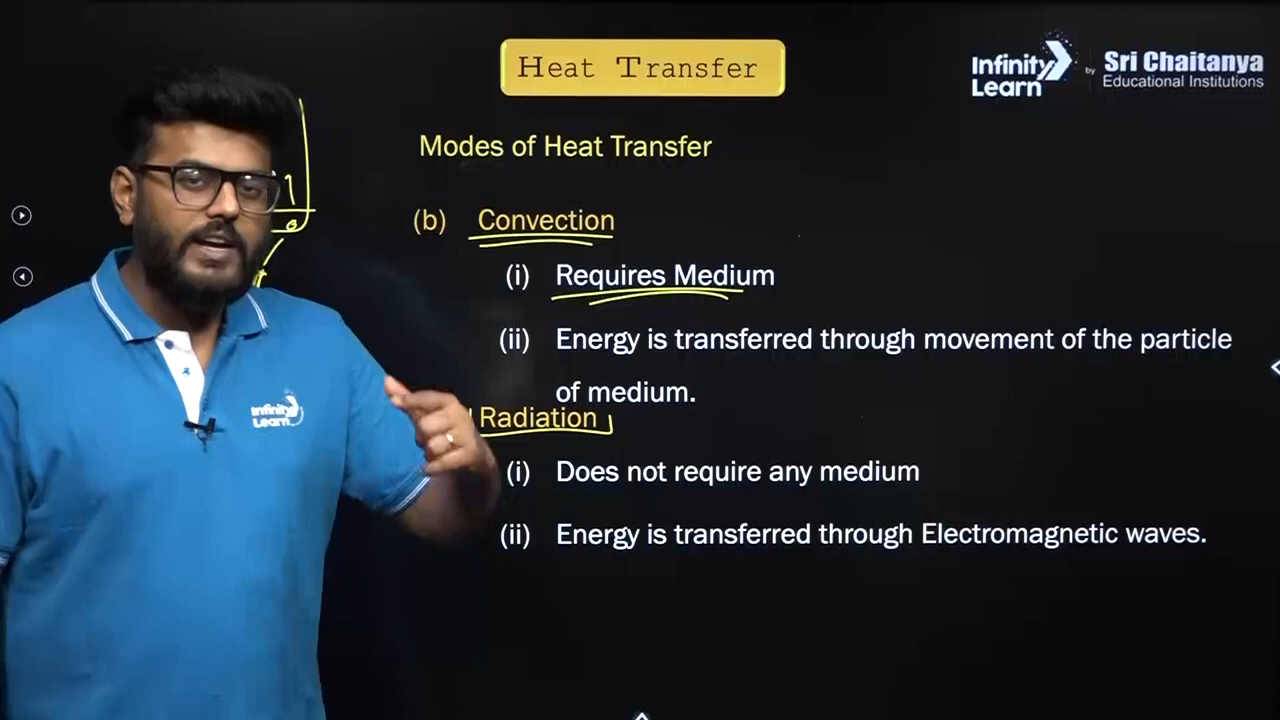 Heat Transfer
Infinity Learn
by
Sri Chaitanya
Educational Institutions
Modes of Heat Transfer
(b) Convection
(i) Requires Medium
(ii) Energy is transferred through movement of the particle
of medium.
Radiation
(i) Does not require any medium
(ii) Energy is transferred through Electromagnetic waves.
Infinity
Learn